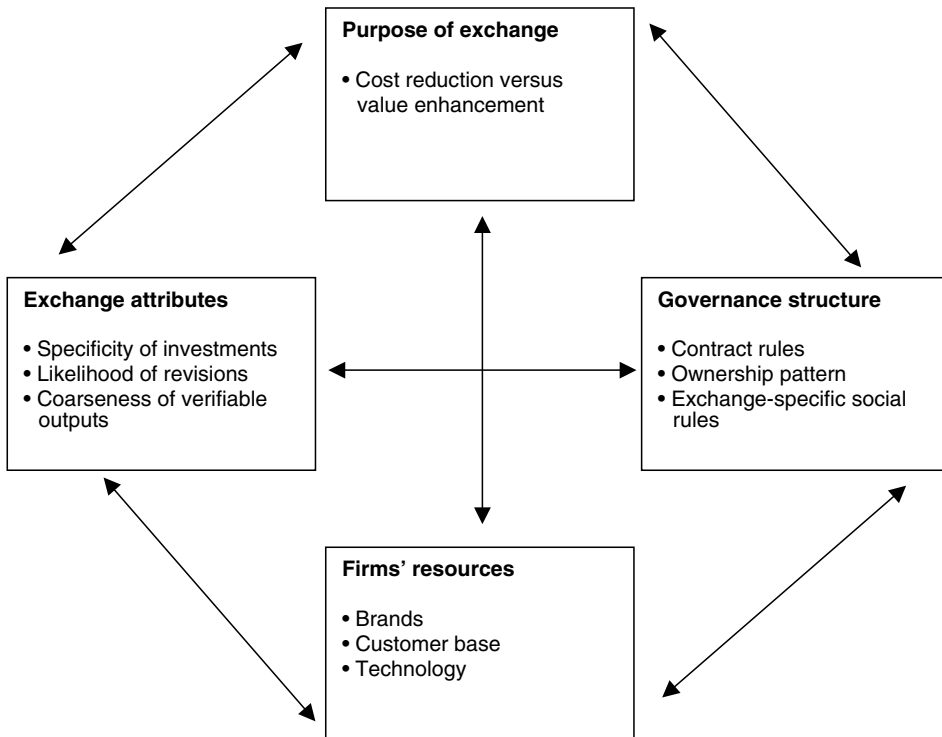 Purpose of exchange
• Cost reduction versus
value enhancement
Exchange attributes
• Specificity of investments
• Likelihood of revisions
• Coarseness of verifiable
outputs
Governance structure
• Contract rules
• Ownership pattern
• Exchange-specific social
rules
Firms’ resources
• Brands
• Customer base
• Technology